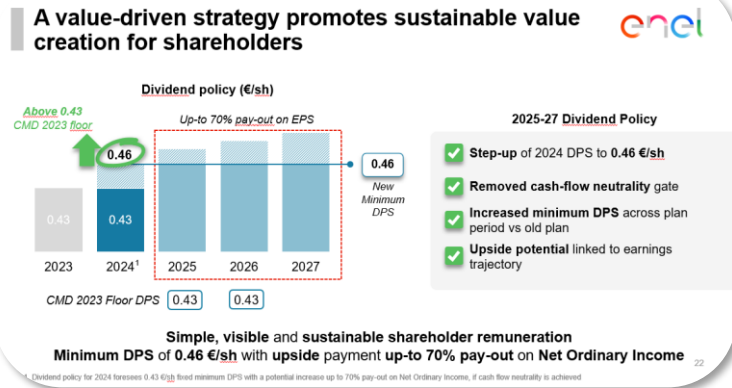 A value-driven strategy promotes sustainable value
creation for shareholders
enel
Dividend policy (€/sh)
Above 0.43
CMD 2023 floor
Up-to 70% pay-out on EPS
0.46
0.43
0.43
0.46
New
Minimum
DPS
2023
2024¹
2025
2026
2027
CMD 2023 Floor DPS
0.43
0.43
2025-27 Dividend Policy
Step-up of 2024 DPS to 0.46 €/sh
Removed cash-flow neutrality gate
Increased minimum DPS across plan
period vs old plan
Upside potential linked to earnings
trajectory
Simple, visible and sustainable shareholder remuneration
Minimum DPS of 0.46 €/sh with upside payment up-to 70% pay-out on Net Ordinary Income
22
Dividend policy for 2024 foresees 0.43 €/sh fixed minimum DPS with a potential increase up to 70% pay-out on Net Ordinary Income, if cash flow neutrality is achieved